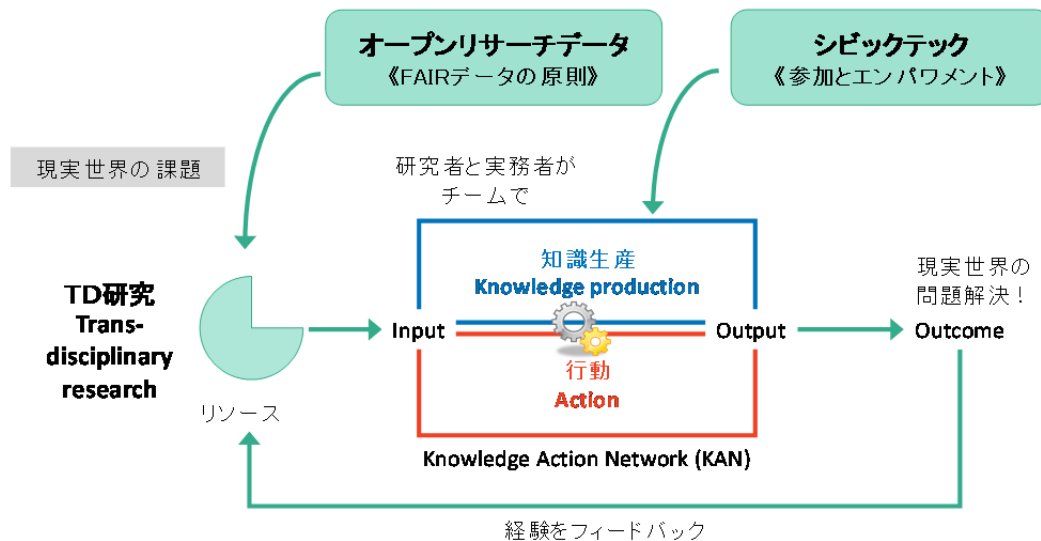 オープンリサーチデータ
《FAIRデータの原則》
シビックテック
《参加とエンパワメント》
現実世界の課題
研究者と実務者が
チームで
TD研究
Trans-
disciplinary
research
リソース
Input
知識生産
Knowledge production
行動
Action
Output
Knowledge Action Network (KAN)
現実世界の
問題解決！
Outcome
経験をフィードバック